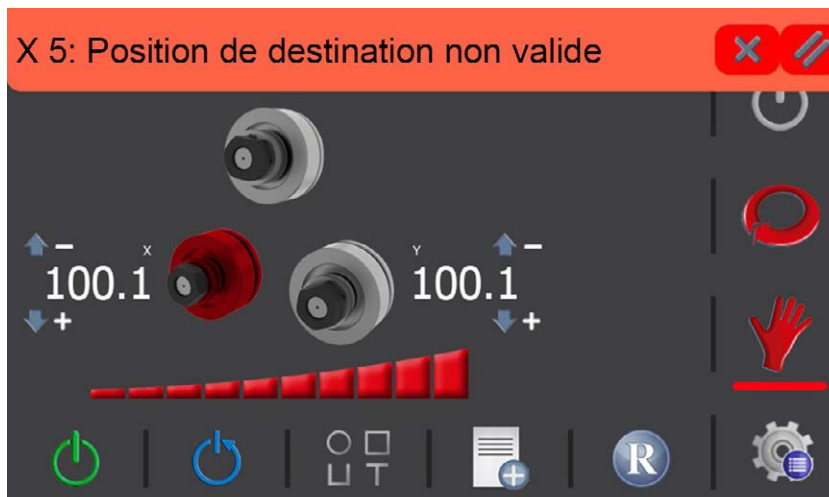 X 5: Position de destination non valide
X
100.1
Y
100.1
R